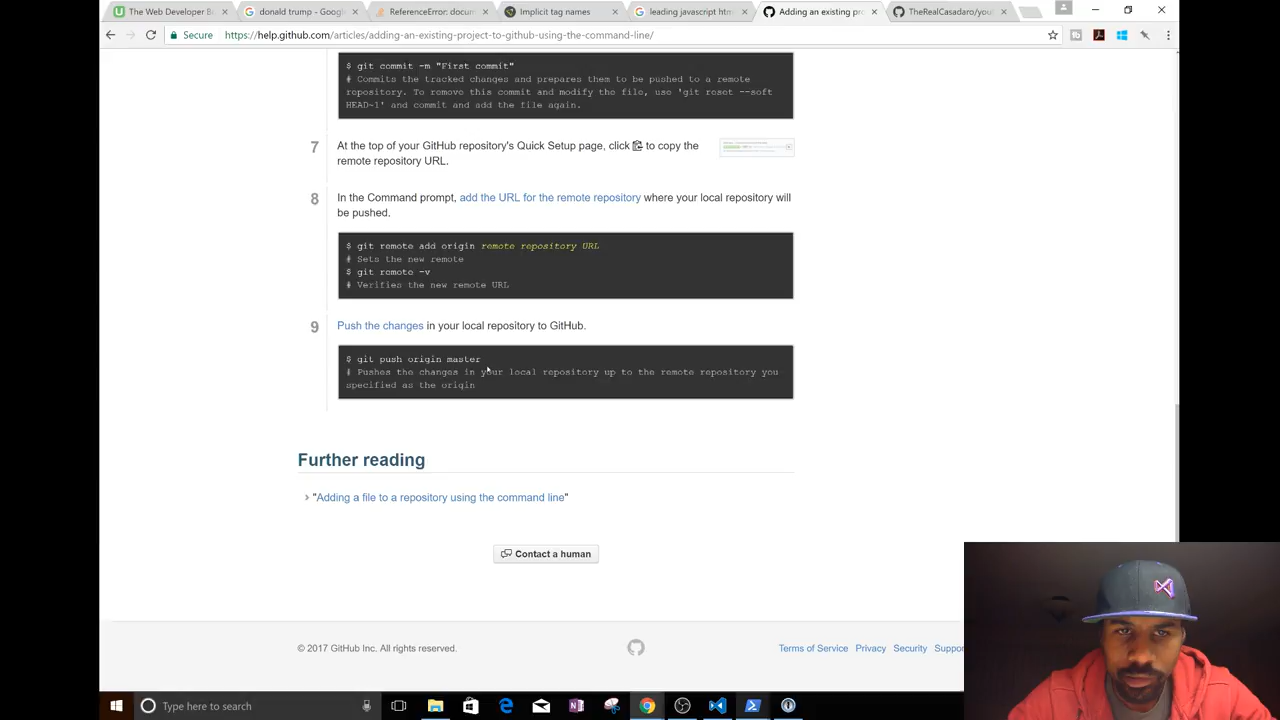 The Web Developer Ba
donald trump - Google
ReferenceError: docum
Implicit tag names
leading javascript htm
Adding an existing pro
TheRealCasadaro/your
Secure
https://help.github.com/articles/adding-an-existing-project-to-github-using-the-command-line/
$ git commit -m "First commit"
# Commits the tracked changes and prepares them to be pushed to a remote
repository. To remove this commit and modify the file, use 'git reset --soft
HEAD~1' and commit and add the file again.
7
At the top of your GitHub repository's Quick Setup page, click to copy the
remote repository URL.
8
In the Command prompt, add the URL for the remote repository where your local repository will
be pushed.
$ git remote add origin remote repository URL
# Sets the new remote
$ git remote -v
# Verifies the new remote URL
9
Push the changes in your local repository to GitHub.
$ git push origin master
# Pushes the changes in your local repository up to the remote repository you
specified as the origin
Further reading
"Adding a file to a repository using the command line"
Contact a human
© 2017 GitHub Inc. All rights reserved.
Terms of Service Privacy Security Suppor
Type here to search